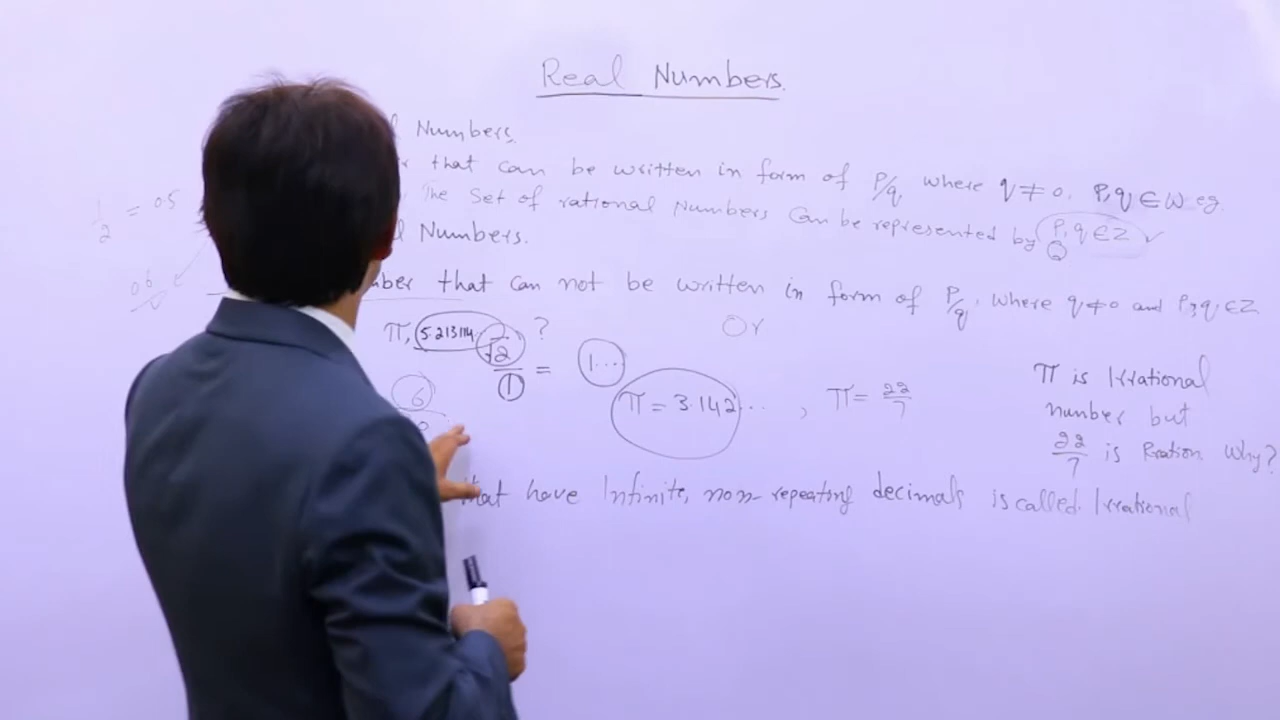 Real Numbers.
Numbers.
that can be written in form of P/q where q ≠ 0. P,q ∈ W eg.
The Set of rational Numbers Can be represented by P,q ∈ Z ✓
Q
1/2 = 0.5
Numbers.
0.6
ber that can not be written in form of P/q, where q ≠ 0 and P,q ∈ Z
π, 5.213114... ?
Or
√2/1 = 1...
6
π = 3.142... , π = 22/7
π is Irrational
number but
22/7 is Rration Why?
that have Infinite, non-repeating decimals is called Irrational